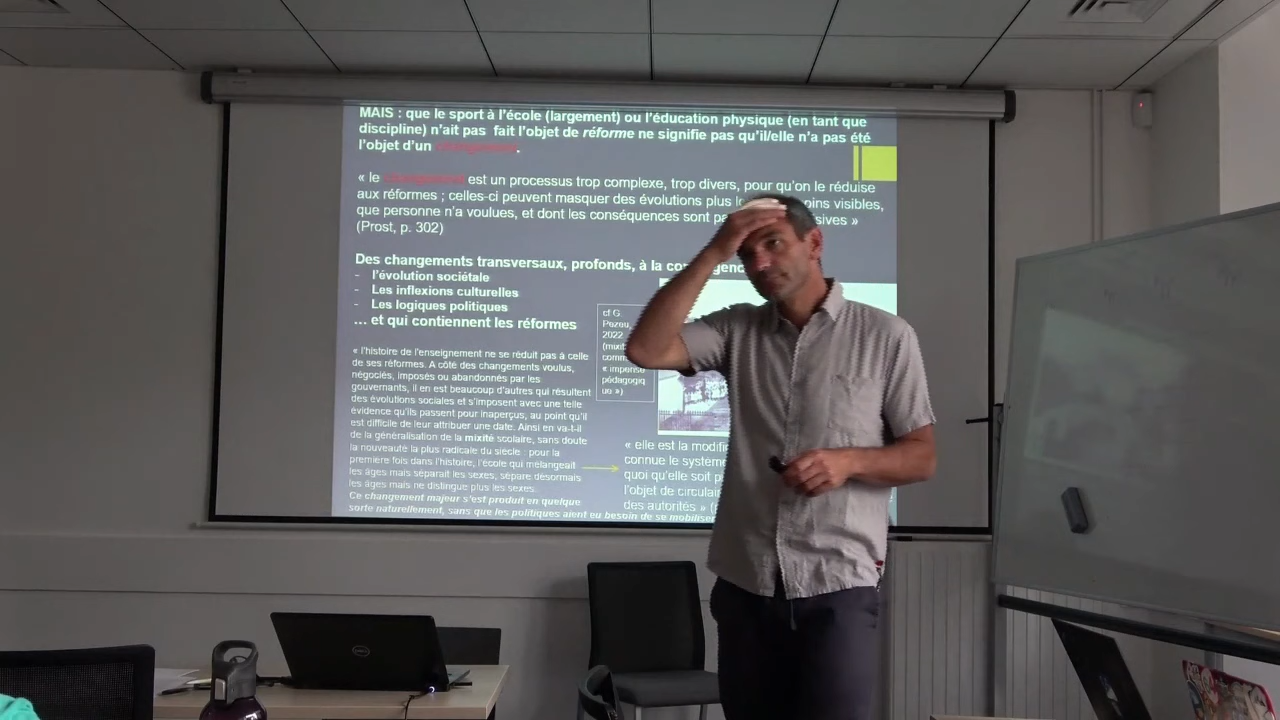 MAIS : que le sport à l'école (largement) ou l'éducation physique (en tant que
discipline) n'ait pas fait l'objet de réforme ne signifie pas qu'il/elle n'a pas été
l'objet d'un changement.
« le changement est un processus trop complexe, trop divers, pour qu'on le réduise
aux réformes ; celles-ci peuvent masquer des évolutions plus moins visibles,
que personne n'a voulues, et dont les conséquences sont »
(Prost, p. 302)
Des changements transversaux, profonds, à la
- l'évolution sociétale
- Les inflexions culturelles
- Les logiques politiques
... et qui contiennent les réformes
cf G.
Pezeu,
2022
(mixité
« impensé
pédagogiq
ue »)
« l'histoire de l'enseignement ne se réduit pas à celle
de ses réformes. A côté des changements voulus,
négociés, imposés ou abandonnés par les
gouvernants, il en est beaucoup d'autres qui résultent
des évolutions sociales et s'imposent avec une telle
évidence qu'ils passent pour inaperçus, au point qu'il
est difficile de leur attribuer une date. Ainsi en va-t-il
de la généralisation de la mixité scolaire, sans doute
la nouveauté la plus radicale du siècle : pour la
première fois dans l'histoire, l'école qui mélangeait
les âges mais séparait les sexes, sépare désormais
les âges mais ne distingue plus les sexes.
Ce changement majeur s'est produit en quelque
sorte naturellement, sans que les politiques aient eu besoin de se mobiliser
« elle est la
connue le système
quoi qu'elle soit
l'objet de
des autorités »
DELL